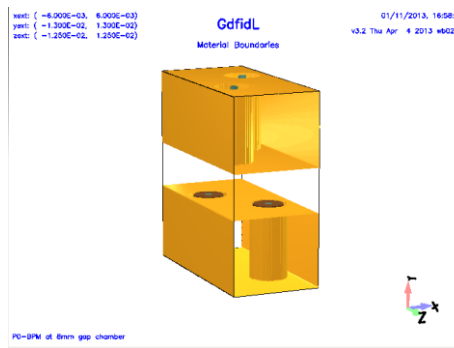 xext: ( -6.000E-03, 6.000E-03)
yext: ( -1.300E-02, 1.300E-02)
zext: ( -1.250E-02, 1.250E-02)
GdfidL
Material Boundaries
01/11/2013, 16:58:
v3.2 Thu Apr 4 2013 wb02
Y
X
Z
PO-BPM at 8mm gap chamber